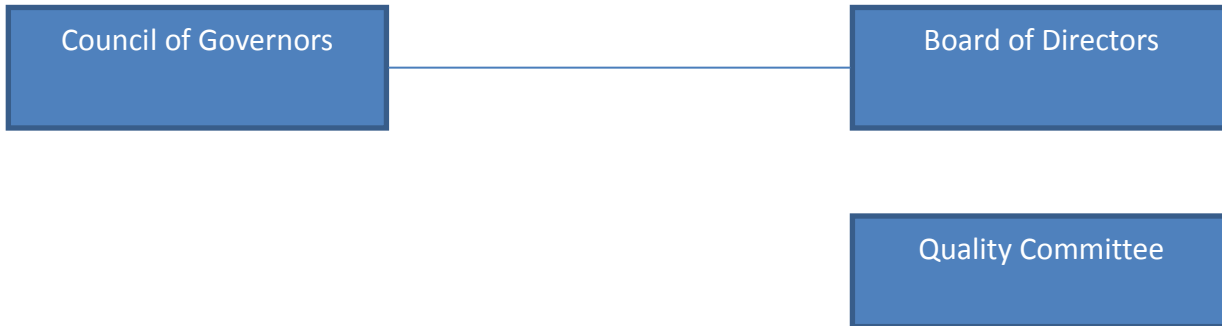 Council of Governors
Board of Directors
Quality Committee